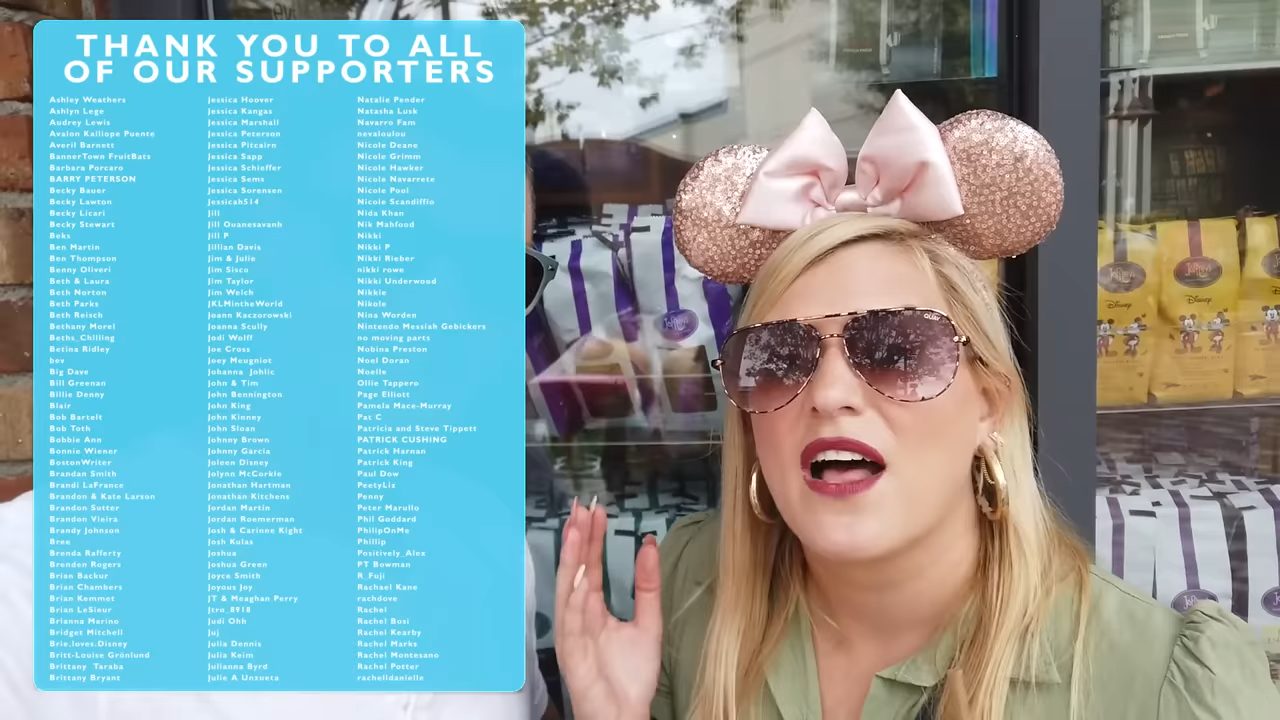 THANK YOU TO ALL
OF OUR SUPPORTERS
Ashley Weathers
Ashlyn Lege
Audrey Lewis
Avalon Kalliope Puente
Averil Barnett
BannerTown FruitBats
Barbara Porcaro
BARRY PETERSON
Becky Bauer
Becky Lawton
Becky Licari
Becky Stewart
Beks
Ben Martin
Ben Thompson
Benny Oliveri
Beth & Laura
Beth Norton
Beth Parks
Beth Reisch
Bethany Morel
Beths_Chilling
Betina Ridley
bev
Big Dave
Bill Greenan
Billie Denny
Blair
Bob Bartelt
Bob Toth
Bobbie Ann
Bonnie Wiener
BostonWriter
Brandan Smith
Brandi LaFrance
Brandon & Kate Larson
Brandon Sutter
Brandon Vieira
Brandy Johnson
Bree
Brenda Rafferty
Brenden Rogers
Brian Backur
Brian Chambers
Brian Kemmet
Brian LeSieur
Brianna Marino
Bridget Mitchell
Brie.loves.Disney
Britt-Louise Grönlund
Brittany Taraba
Brittany Bryant
Jessica Hoover
Jessica Kangas
Jessica Marshall
Jessica Peterson
Jessica Pitcairn
Jessica Sapp
Jessica Schieffer
Jessica Sems
Jessica Sorensen
Jessicah514
Jill
Jill Ouanesavanh
Jill P
Jillian Davis
Jim & Julie
Jim Sisco
Jim Taylor
Jim Welch
JKLMintheWorld
Joann Kaczorowski
Joanna Scully
Jodi Wolff
Joe Cross
Joey Meugniot
Johanna Johlic
John & Tim
John Bennington
John King
John Kinney
John Sloan
Johnny Brown
Johnny Garcia
Joleen Disney
Jolynn McCorkle
Jonathan Hartman
Jonathan Kitchens
Jordan Martin
Jordan Roemerman
Josh & Carinne Kight
Josh Kulas
Joshua
Joshua Green
Joyce Smith
Joyous Joy
JT & Meaghan Perry
Jtro_8918
Judi Ohh
Juj
Julia Dennis
Julia Keim
Julianna Byrd
Julie A Unzueta
Natalie Pender
Natasha Lusk
Navarro Fam
nevaloulou
Nicole Deane
Nicole Grimm
Nicole Hawker
Nicole Navarrete
Nicole Pool
Nicole Scandiffio
Nida Khan
Nik Mahfood
Nikki
Nikki P
Nikki Rieber
nikki rowe
Nikki Underwood
Nikkie
Nikole
Nina Worden
Nintendo Messiah Gebickers
no moving parts
Nobina Preston
Noel Doran
Noelle
Ollie Tappero
Page Elliott
Pamela Mace-Murray
Pat C
Patricia and Steve Tippett
PATRICK CUSHING
Patrick Harnan
Patrick King
Paul Dow
PeetyLix
Penny
Peter Marullo
Phil Goddard
PhilipOnMe
Phillip
Positively_Alex
PT Bowman
R_Fuji
Rachael Kane
rachdove
Rachel
Rachel Bosi
Rachel Kearby
Rachel Marks
Rachel Montesano
Rachel Potter
rachelldanielle
QUAY
Joffrey's
Disney
Joffrey's
Disney